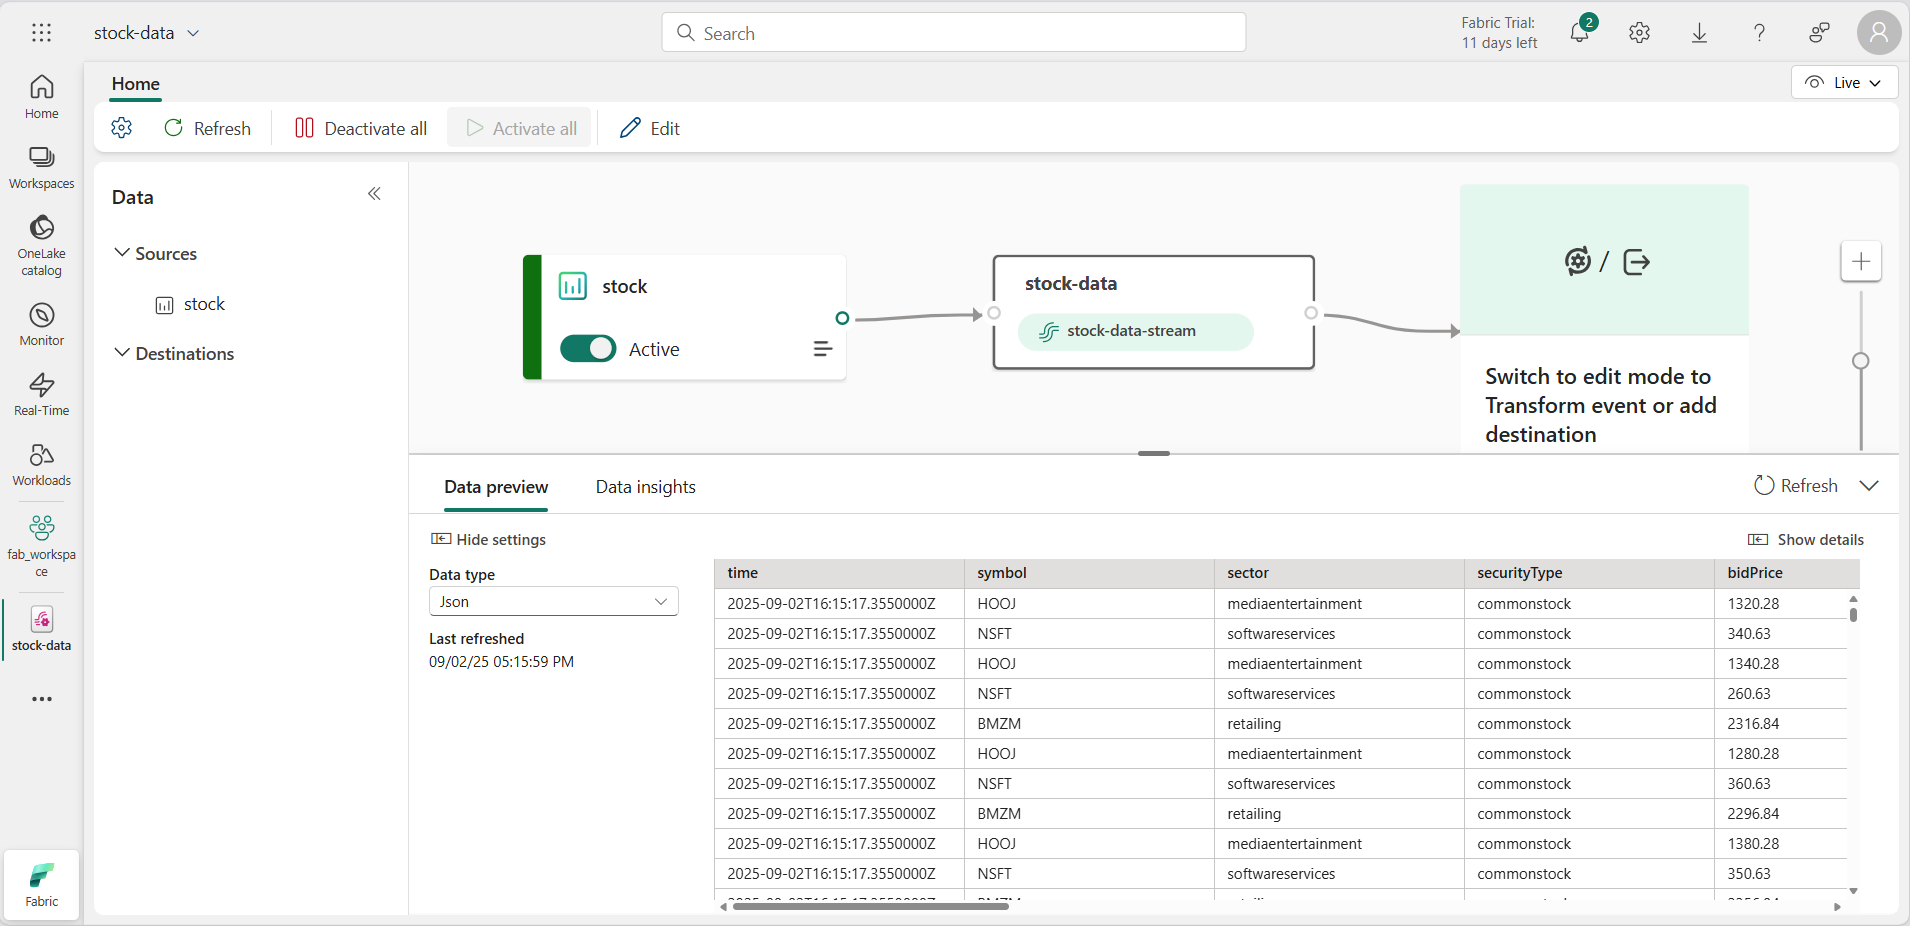 stock-data
Search
Fabric Trial:
11 days left
2
Home
Live
Refresh
Deactivate all
Activate all
Edit
Home
Workspaces
OneLake
catalog
Monitor
Real-Time
Workloads
fab_workspa
ce
stock-data
Fabric
Data
Sources
stock
Destinations
stock
Active
stock-data
stock-data-stream
/
Switch to edit mode to
Transform event or add
destination
Data preview
Data insights
Refresh
Hide settings
Show details
Data type
Json
Last refreshed
09/02/25 05:15:59 PM
time symbol sector securityType bidPrice
2025-09-02T16:15:17.3550000Z HOOJ mediaentertainment commonstock 1320.28
2025-09-02T16:15:17.3550000Z NSFT softwareservices commonstock 340.63
2025-09-02T16:15:17.3550000Z HOOJ mediaentertainment commonstock 1340.28
2025-09-02T16:15:17.3550000Z NSFT softwareservices commonstock 260.63
2025-09-02T16:15:17.3550000Z BMZM retailing commonstock 2316.84
2025-09-02T16:15:17.3550000Z HOOJ mediaentertainment commonstock 1280.28
2025-09-02T16:15:17.3550000Z NSFT softwareservices commonstock 360.63
2025-09-02T16:15:17.3550000Z BMZM retailing commonstock 2296.84
2025-09-02T16:15:17.3550000Z HOOJ mediaentertainment commonstock 1380.28
2025-09-02T16:15:17.3550000Z NSFT softwareservices commonstock 350.63